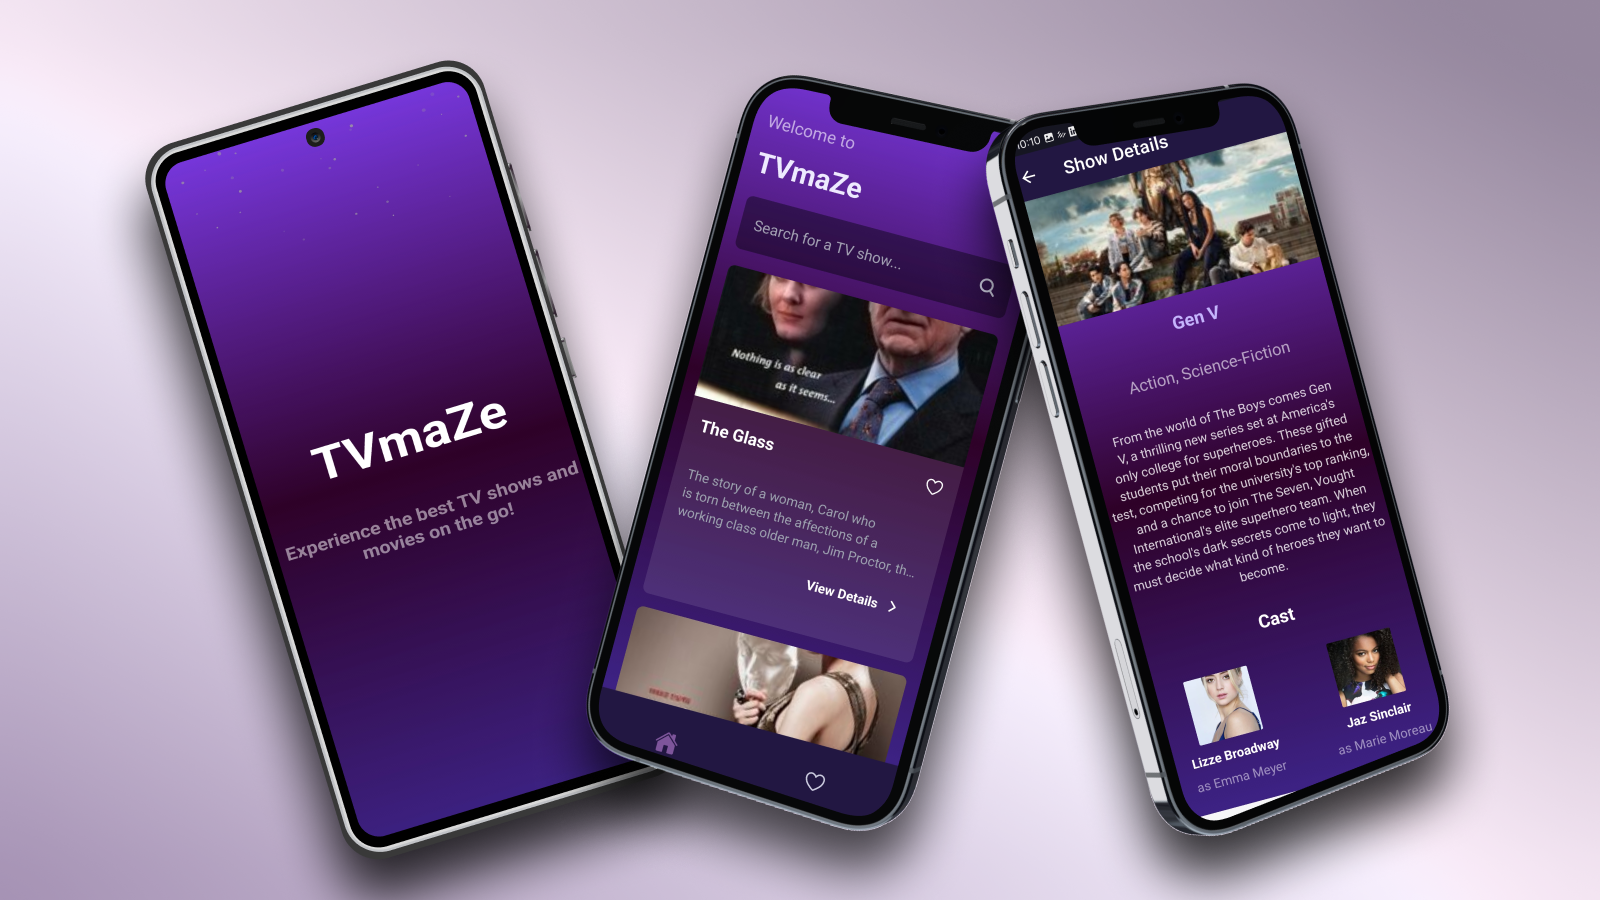 TVmaZe
Experience the best TV shows and
movies on the go!
Welcome to
TVmaZe
Search for a TV show...
Nothing is as clear
as it seems...
The Glass
The story of a woman, Carol who
is torn between the affections of a
working class older man, Jim Proctor, th...
View Details
0:10
Show Details
Gen V
Action, Science-Fiction
From the world of The Boys comes Gen
V, a thrilling new series set at America's
only college for superheroes. These gifted
students put their moral boundaries to the
test, competing for the university's top ranking,
and a chance to join The Seven, Vought
International's elite superhero team. When
the school's dark secrets come to light, they
must decide what kind of heroes they want to
become.
Cast
Lizze Broadway
as Emma Meyer
Jaz Sinclair
as Marie Moreau